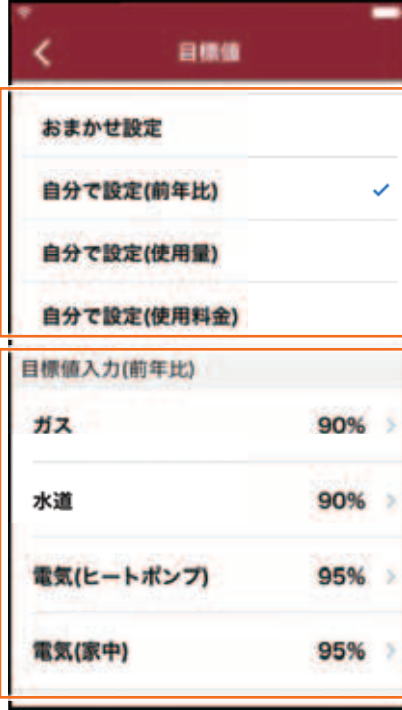 目標値
おまかせ設定
自分で設定(前年比)
自分で設定(使用量)
自分で設定(使用料金)
目標値入力(前年比)
ガス 90%
水道 90%
電気(ヒートポンプ) 95%
電気(家中) 95%